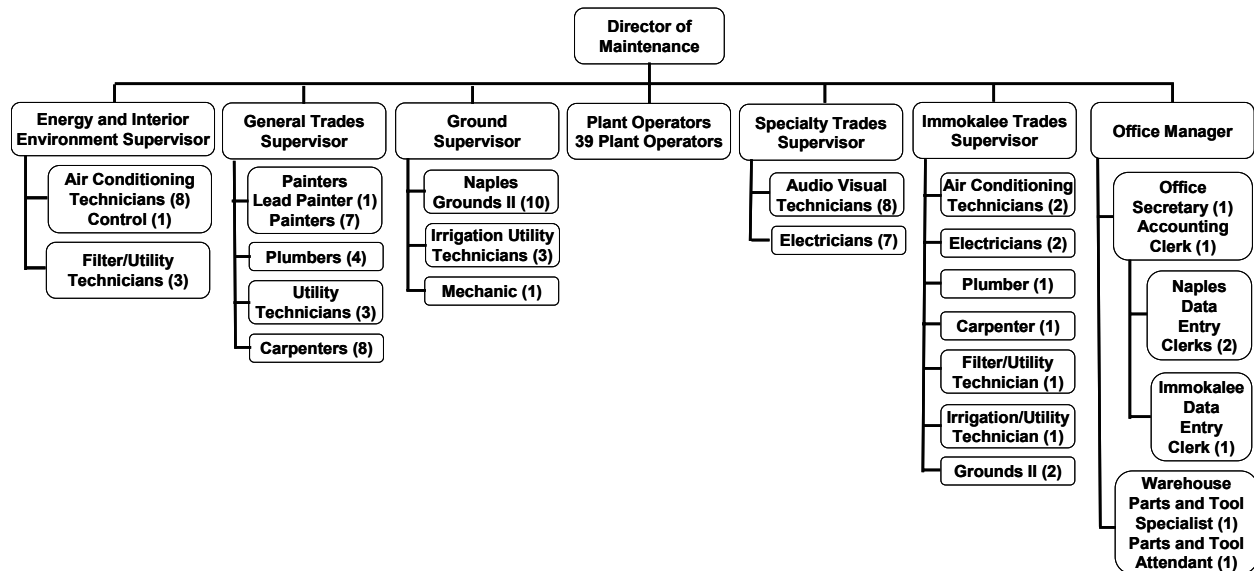 Director of
Maintenance
Energy and Interior
Environment Supervisor
Air Conditioning
Technicians (8)
Control (1)
Filter/Utility
Technicians (3)
General Trades
Supervisor
Painters
Lead Painter (1)
Painters (7)
Plumbers (4)
Utility
Technicians (3)
Carpenters (8)
Ground
Supervisor
Naples
Grounds II (10)
Irrigation Utility
Technicians (3)
Mechanic (1)
Plant Operators
39 Plant Operators
Specialty Trades
Supervisor
Audio Visual
Technicians (8)
Electricians (7)
Immokalee Trades
Supervisor
Air Conditioning
Technicians (2)
Electricians (2)
Plumber (1)
Carpenter (1)
Filter/Utility
Technician (1)
Irrigation/Utility
Technician (1)
Grounds II (2)
Office Manager
Office
Secretary (1)
Accounting
Clerk (1)
Naples
Data
Entry
Clerks (2)
Immokalee
Data
Entry
Clerk (1)
Warehouse
Parts and Tool
Specialist (1)
Parts and Tool
Attendant (1)